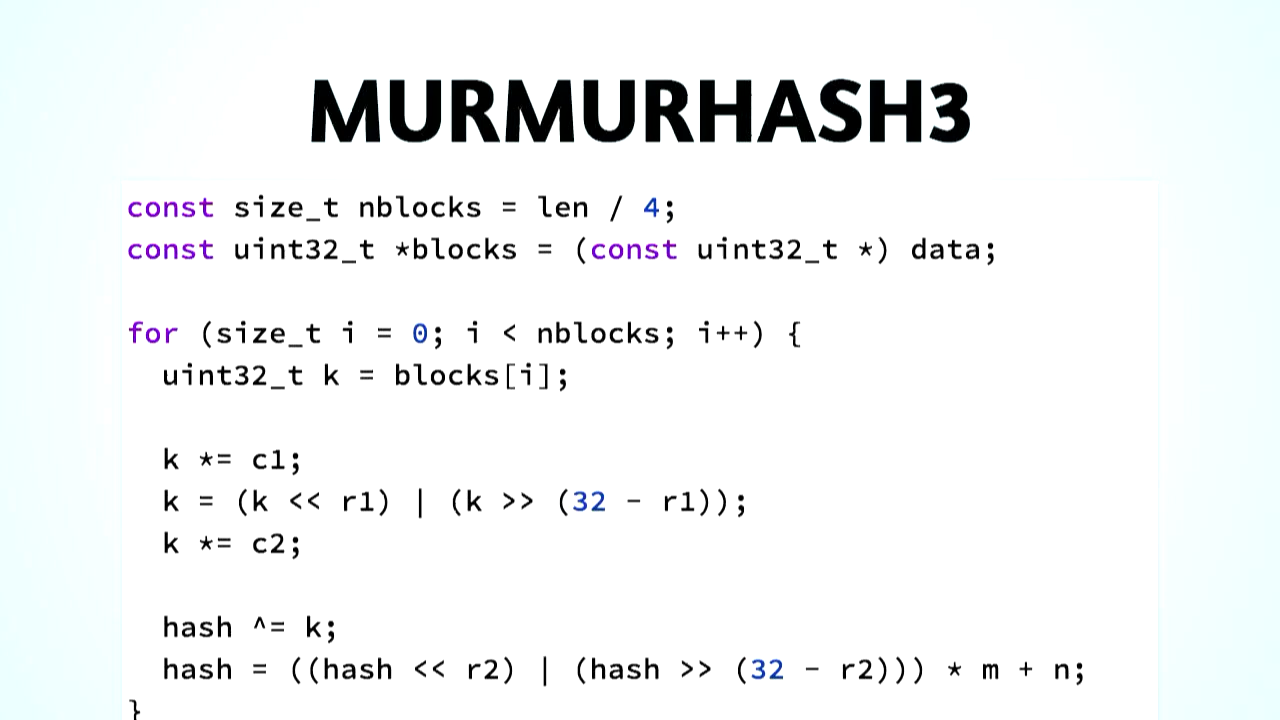 MURMURHASH3
const size_t nblocks = len / 4;
const uint32_t *blocks = (const uint32_t *) data;
for (size_t i = 0; i < nblocks; i++) {
uint32_t k = blocks[i];
k *= c1;
k = (k << r1) | (k >> (32 - r1));
k *= c2;
hash ^= k;
hash = ((hash << r2) | (hash >> (32 - r2))) * m + n;
}